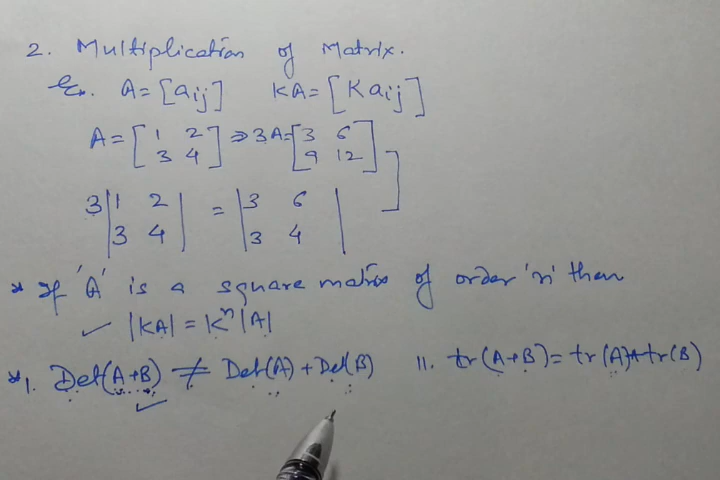 2. Multiplication of Matrix.
Ex. A = [aij] KA = [Kaij]
A = [1 2 ⇒ 3A = [3 6
3 4] 9 12]
3|1 2 = |3 6
3 4| 3 4|
* If 'A' is a square matrix of order 'n' then
✓ |KA| = Kⁿ|A|
* 1. Det(A+B) ≠ Det(A) + Det(B) 11. tr(A+B) = tr(A) + tr(B)